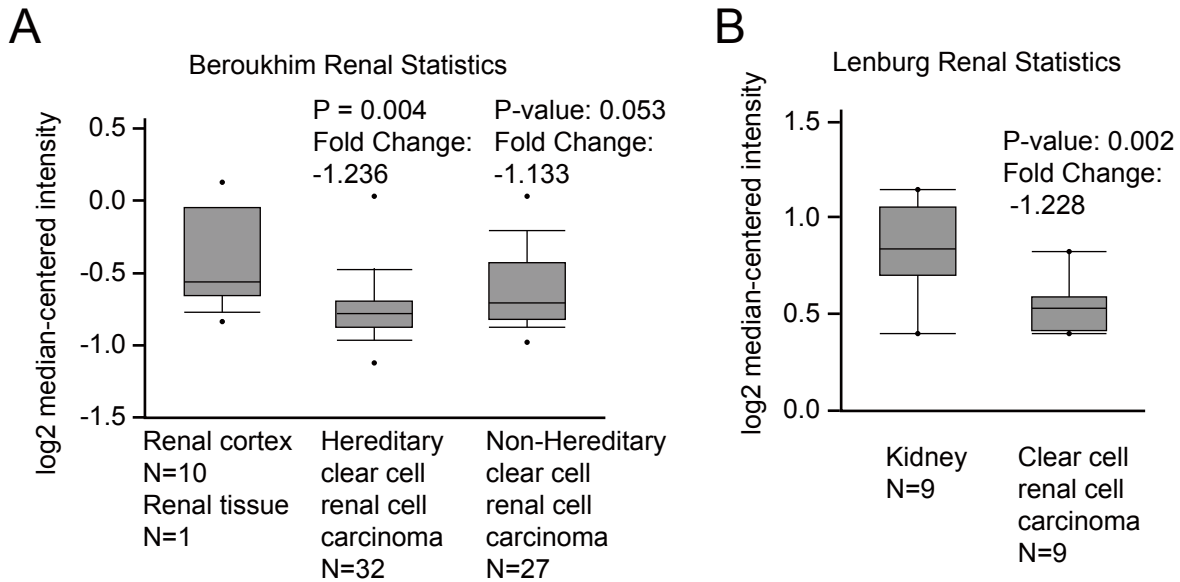 A
Beroukhim Renal Statistics
log2 median-centered intensity
0.5
0.0
-0.5
-1.0
-1.5
P = 0.004
Fold Change:
-1.236
P-value: 0.053
Fold Change:
-1.133
Renal cortex
N=10
Renal tissue
N=1
Hereditary
clear cell
renal cell
carcinoma
N=32
Non-Hereditary
clear cell
renal cell
carcinoma
N=27
B
Lenburg Renal Statistics
log2 median-centered intensity
1.5
1.0
0.5
0.0
P-value: 0.002
Fold Change:
-1.228
Kidney
N=9
Clear cell
renal cell
carcinoma
N=9